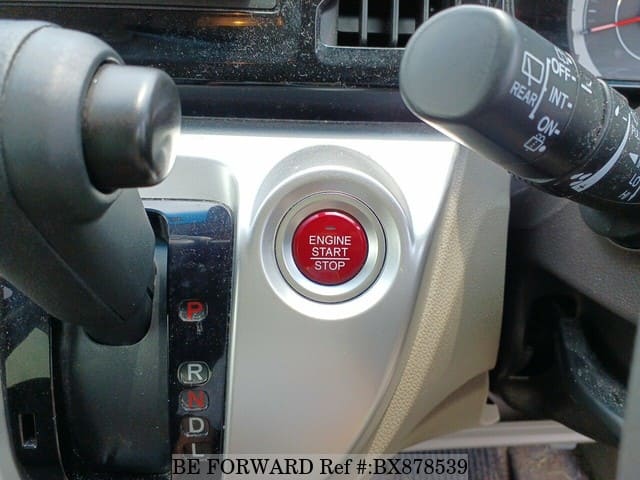 OFF
INT
REAR
ON
ENGINE
START
STOP
P
R
N
D
L
BE FORWARD Ref #:BX878539